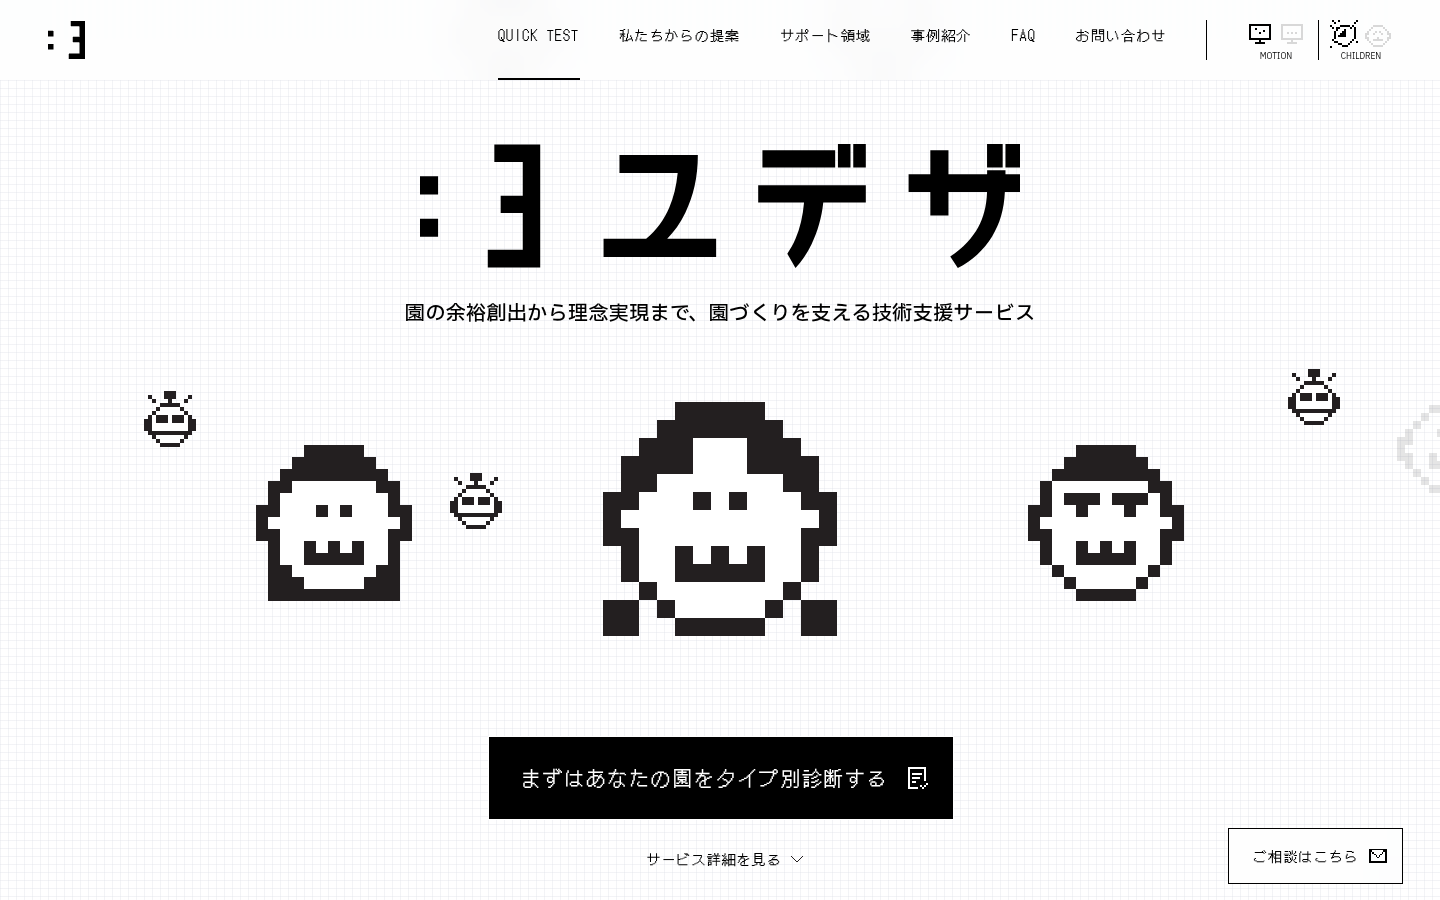 :ヨ
QUICK TEST
私たちからの提案
サポート領域
事例紹介
FAQ
お問い合わせ
MOTION
CHILDREN
:ヨ ユデザ
園の余裕創出から理念実現まで、園づくりを支える技術支援サービス
まずはあなたの園をタイプ別診断する
サービス詳細を見る
ご相談はこちら